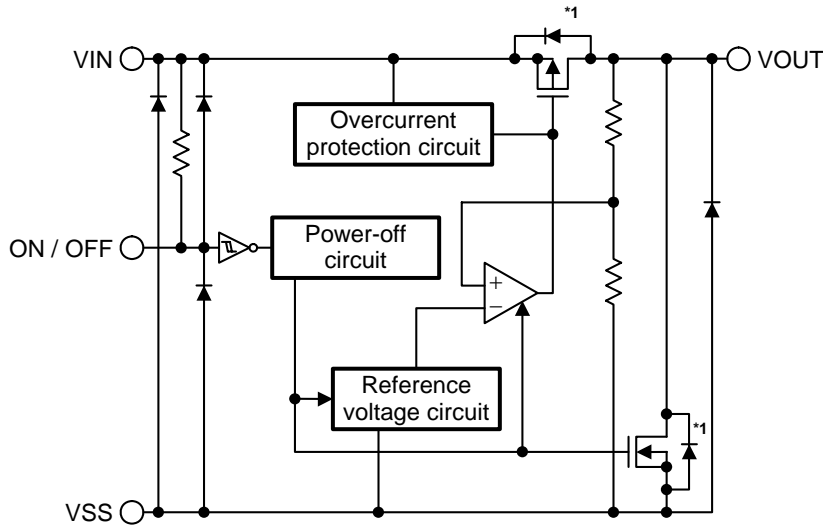 *1
VIN
VOUT
Overcurrent
protection circuit
ON / OFF
Power-off
circuit
+
−
Reference
voltage circuit
*1
VSS